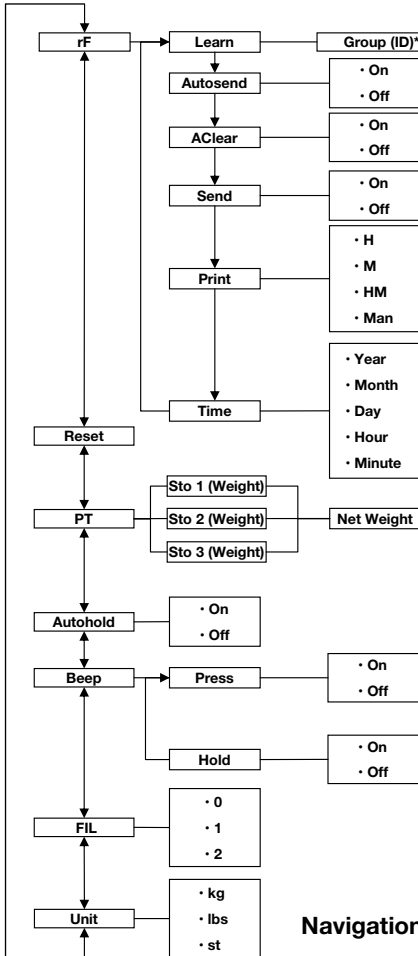 rF
Learn
Group (ID)*
Autosend
· On
· Off
AClear
· On
· Off
Send
· On
· Off
Print
· H
· M
· HM
· Man
Time
· Year
· Month
· Day
· Hour
· Minute
Reset
PT
Sto 1 (Weight)
Sto 2 (Weight)
Sto 3 (Weight)
Net Weight
Autohold
· On
· Off
Beep
Press
· On
· Off
Hold
· On
· Off
FIL
· 0
· 1
· 2
Unit
· kg
· lbs
· st
Navigation